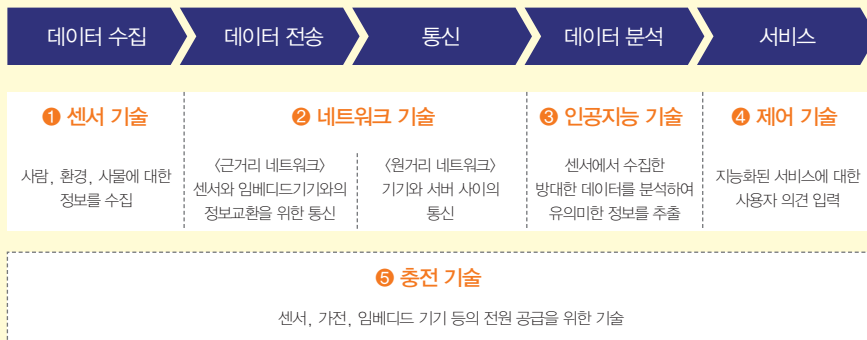 데이터 수집
데이터 전송
통신
데이터 분석
서비스
❶ 센서 기술
사람, 환경, 사물에 대한
정보를 수집
❷ 네트워크 기술
〈근거리 네트워크〉
센서와 임베디드기기와의
정보교환을 위한 통신
〈원거리 네트워크〉
기기와 서버 사이의
통신
❸ 인공지능 기술
센서에서 수집한
방대한 데이터를 분석하여
유의미한 정보를 추출
❹ 제어 기술
지능화된 서비스에 대한
사용자 의견 입력
❺ 충전 기술
센서, 가전, 임베디드 기기 등의 전원 공급을 위한 기술